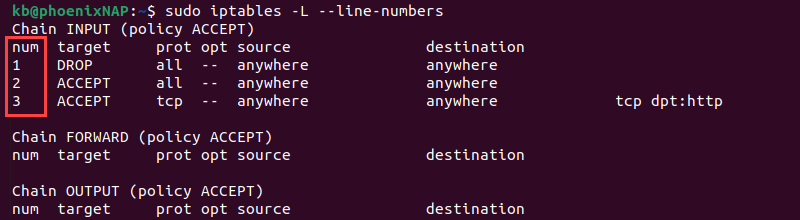 kb@phoenixNAP:~$ sudo iptables -L --line-numbers
Chain INPUT (policy ACCEPT)
num  target     prot opt source               destination
1    DROP       all  --  anywhere             anywhere
2    ACCEPT     all  --  anywhere             anywhere
3    ACCEPT     tcp  --  anywhere             anywhere             tcp dpt:http
Chain FORWARD (policy ACCEPT)
num  target     prot opt source               destination
Chain OUTPUT (policy ACCEPT)
num  target     prot opt source               destination